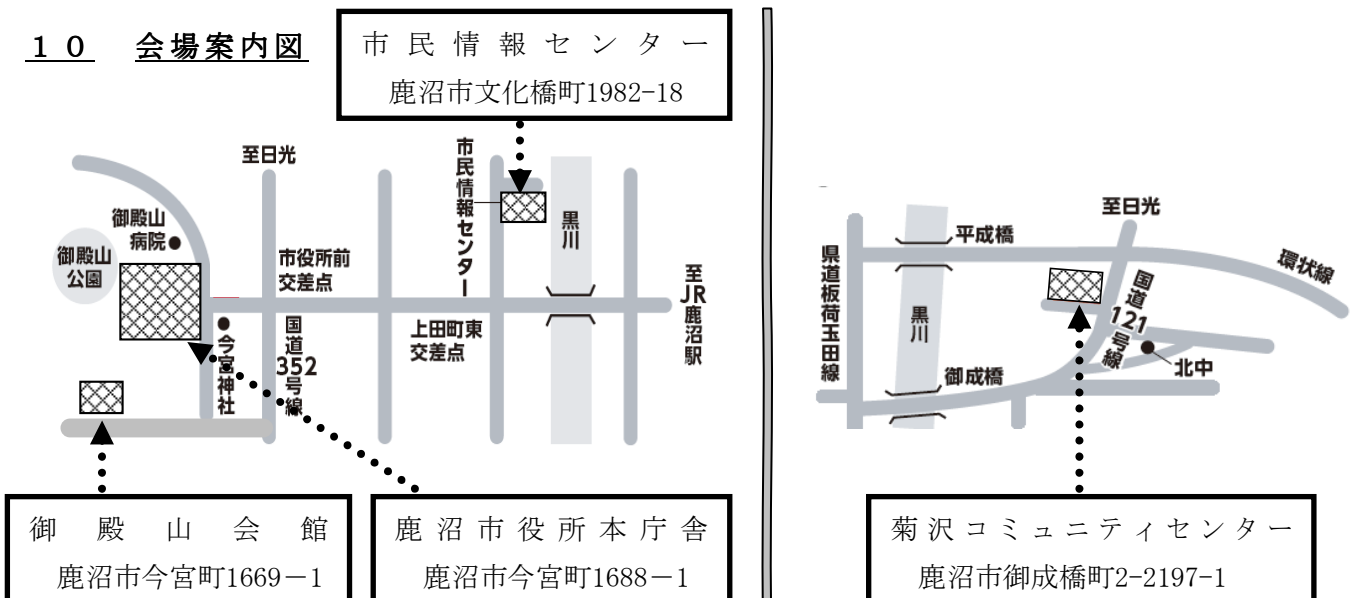 １０　会場案内図
市民情報センター
鹿沼市文化橋町1982-18
至日光
市民情報センター
御殿山
病院
御殿山
公園
市役所前
交差点
黒川
至JR鹿沼駅
今宮神社
国道352号線
上田町東
交差点
御殿山会館
鹿沼市今宮町1669－1
鹿沼市役所本庁舎
鹿沼市今宮町1688－1
至日光
平成橋
環状線
県道板荷玉田線
黒川
国道121号線
御成橋
北中
菊沢コミュニティセンター
鹿沼市御成橋町2-2197-1